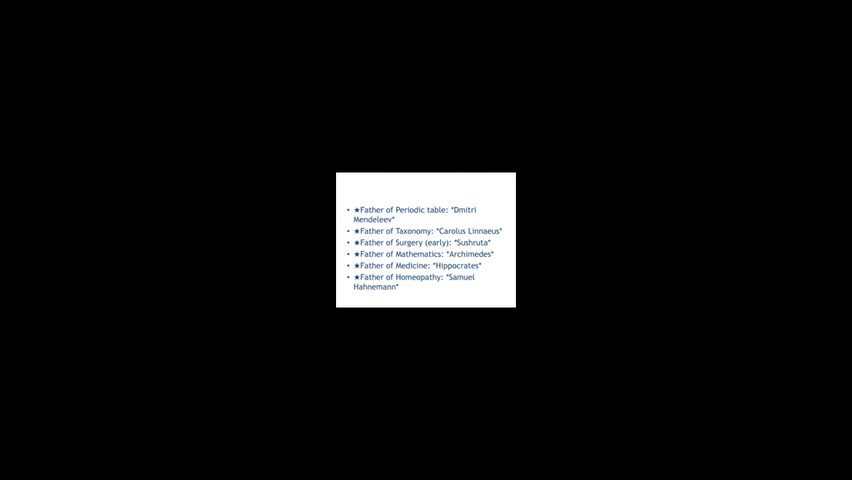 • ★Father of Periodic table: *Dmitri
Mendeleev*
• ★Father of Taxonomy: *Carolus Linnaeus*
• ★Father of Surgery (early): *Sushruta*
• ★Father of Mathematics: *Archimedes*
• ★Father of Medicine: *Hippocrates*
• ★Father of Homeopathy: *Samuel
Hahnemann*